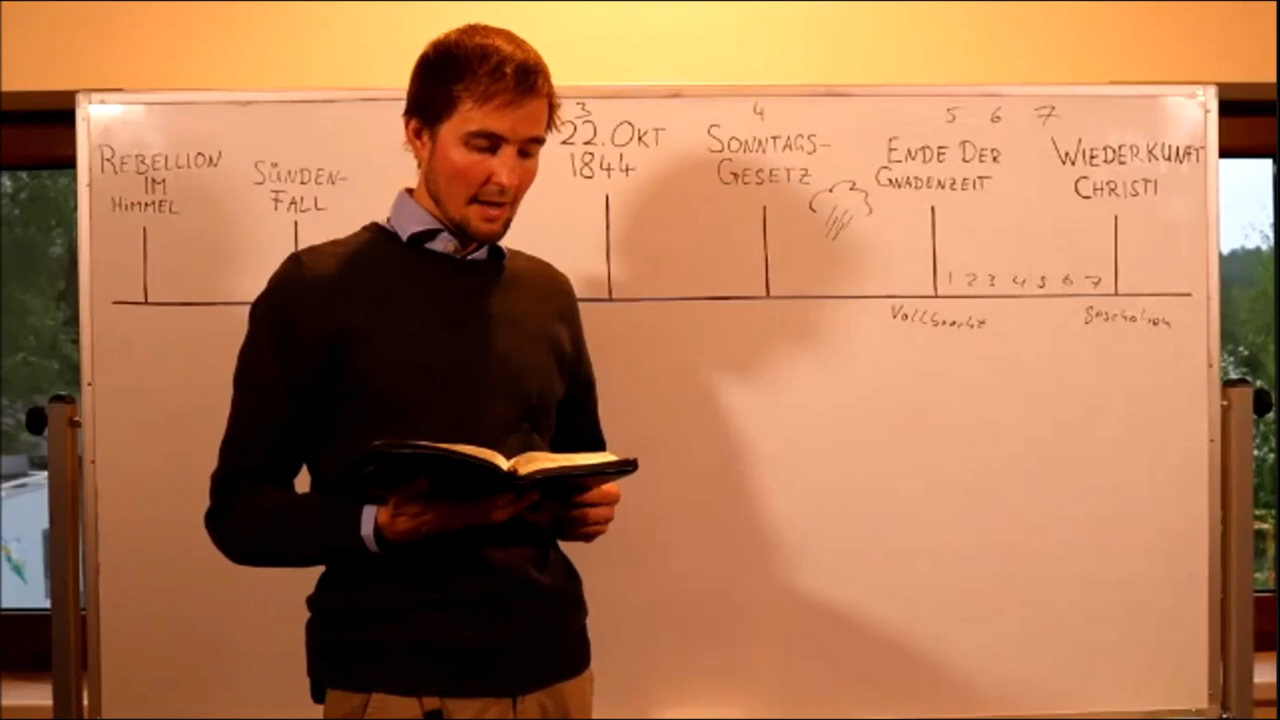 3
4
5 6 7
REBELLION
IM
HIMMEL
SÜNDEN-
FALL
22. OKT
1844
SONNTAGS-
GESETZ
ENDE DER
GNADENZEIT
WIEDERKUNFT
CHRISTI
1 2 3 4 5 6 7
Vollbracht
Geschehen